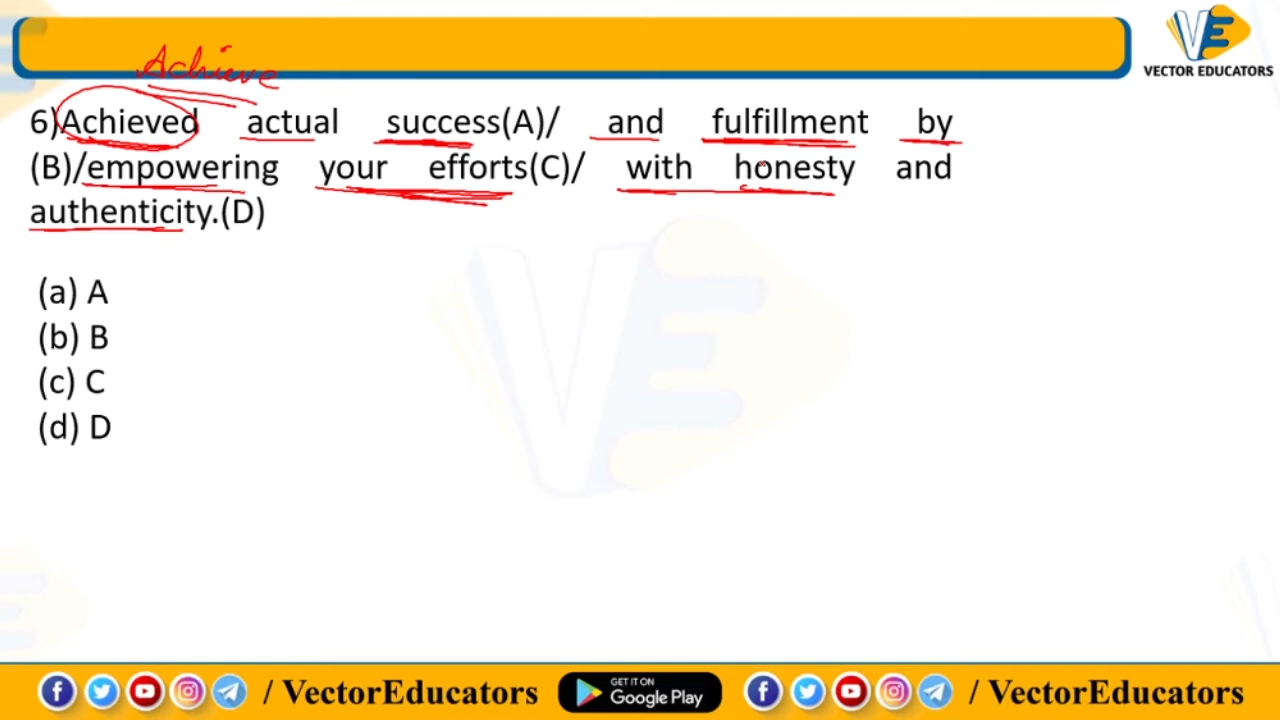 VE
VECTOR EDUCATORS
Achieve
6)Achieved actual success(A)/ and fulfillment by
(B)/empowering your efforts(C)/ with honesty and
authenticity.(D)
(a) A
(b) B
(c) C
(d) D
/ VectorEducators
GET IT ON
Google Play
/ VectorEducators